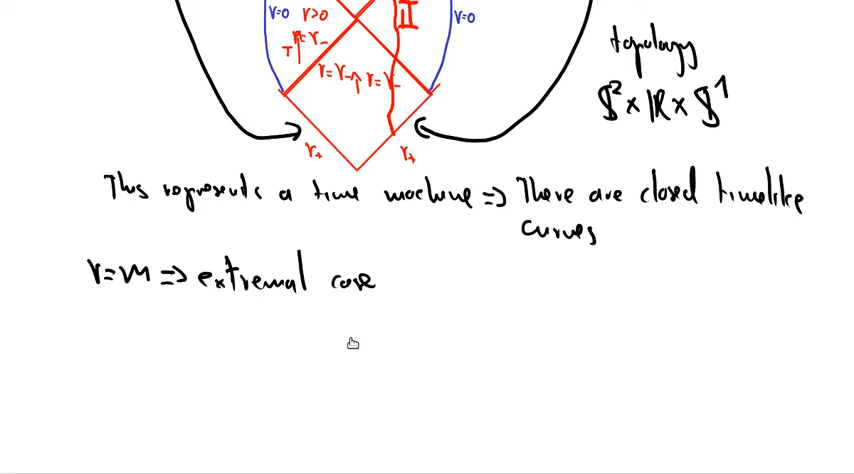 r=0 r>0 II r=0
r=r₋
r=r₋ r=r₋
topology
S² × R × S¹
r₊ r₊
This represents a time machine ⇒ There are closed timelike
curves
r=m ⇒ extremal case